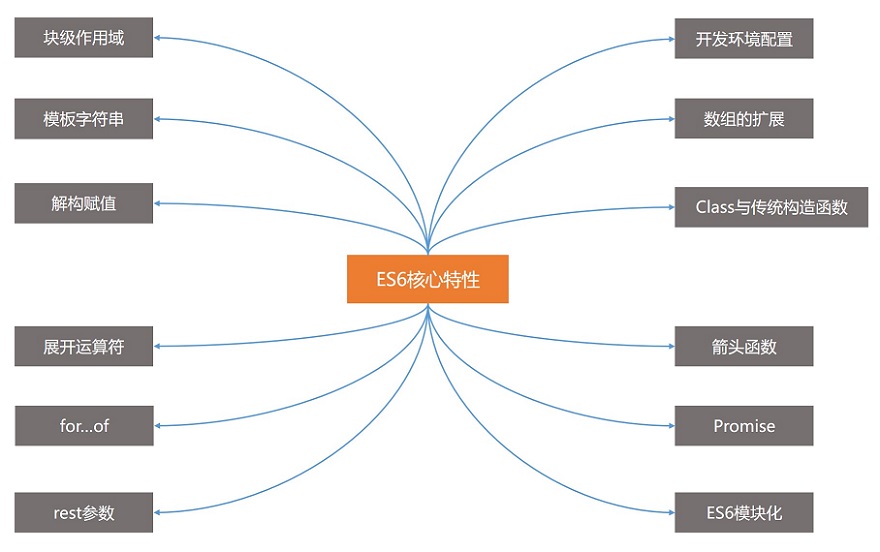 块级作用域
模板字符串
解构赋值
展开运算符
for...of
rest参数
ES6核心特性
开发环境配置
数组的扩展
Class与传统构造函数
箭头函数
Promise
ES6模块化